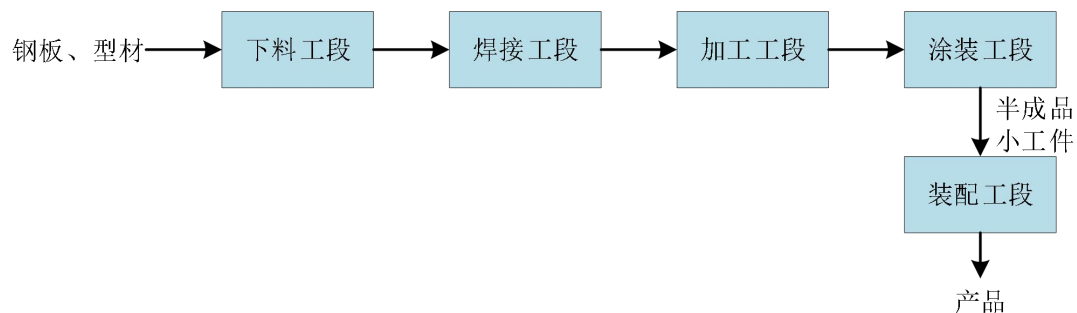 钢板、型材
下料工段
焊接工段
加工工段
涂装工段
半成品
小工件
装配工段
产品